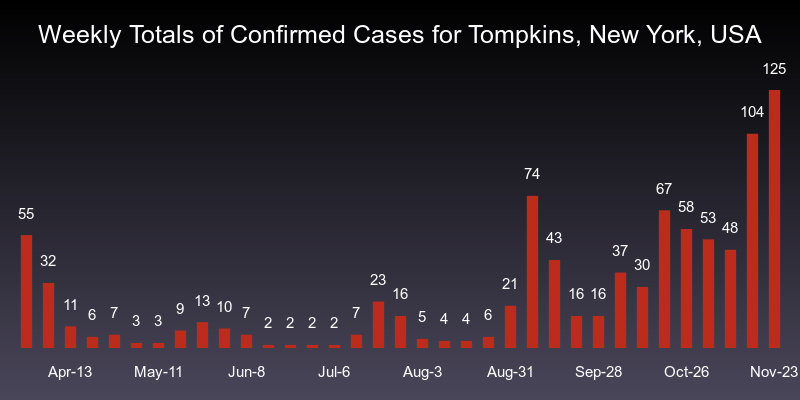 Weekly Totals of Confirmed Cases for Tompkins, New York, USA
55 32 11 6 7 3 3 9 13 10 7 2 2 2 2 7 23 16 5 4 4 6 21 74 43 16 16 37 30 67 58 53 48 104 125
Apr-13 May-11 Jun-8 Jul-6 Aug-3 Aug-31 Sep-28 Oct-26 Nov-23